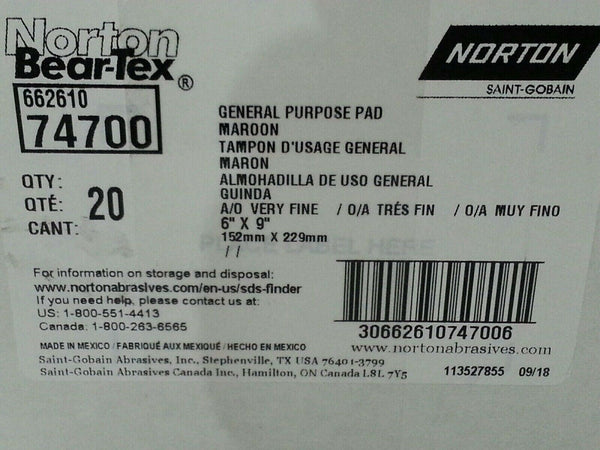 Norton
Bear-Tex®
NORTON
SAINT-GOBAIN
662610
74700
GENERAL PURPOSE PAD
MAROON
TAMPON D'USAGE GENERAL
MARON
ALMOHADILLA DE USO GENERAL
GUINDA
A/O VERY FINE / O/A TRÉS FIN / O/A MUY FINO
6" X 9"
152mm X 229mm
/ /
QTY:
QTÉ: 20
CANT:
LABEL HERE
For information on storage and disposal:
www.nortonabrasives.com/en-us/sds-finder
If you need help, please contact us at:
US: 1-800-551-4413
Canada: 1-800-263-6565
30662610747006
MADE IN MEXICO / FABRIQUÉ AUX MEXIQUÉ / HECHO EN MEXICO
www.nortonabrasives.com
Saint-Gobain Abrasives, Inc., Stephenville, TX USA 76401-3799
Saint-Gobain Abrasives Canada Inc., Hamilton, ON Canada L8L 7Y5
113527855 09/18